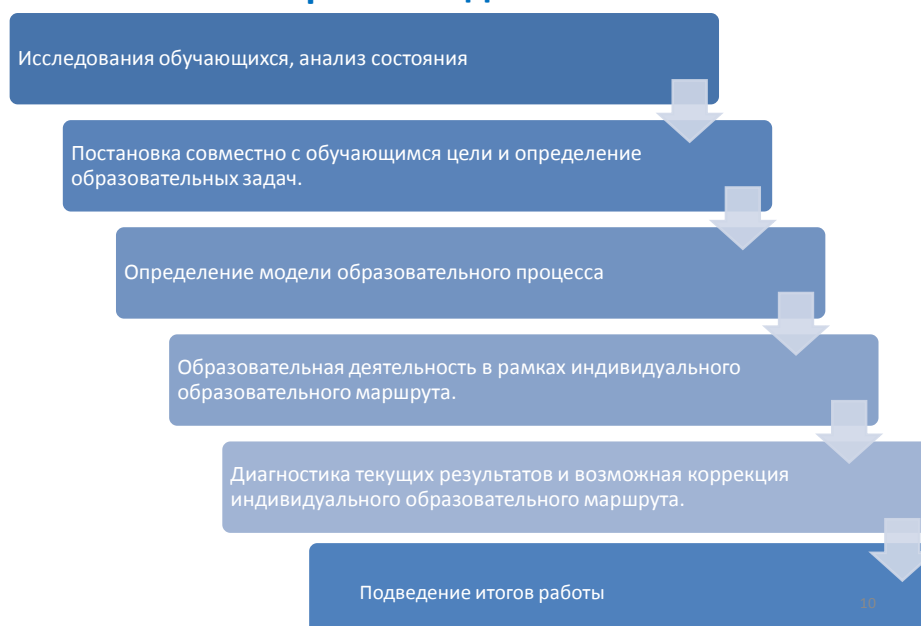 Исследования обучающихся, анализ состояния
Постановка совместно с обучающимся цели и определение
образовательных задач.
Определение модели образовательного процесса
Образовательная деятельность в рамках индивидуального
образовательного маршрута.
Диагностика текущих результатов и возможная коррекция
индивидуального образовательного маршрута.
Подведение итогов работы
10